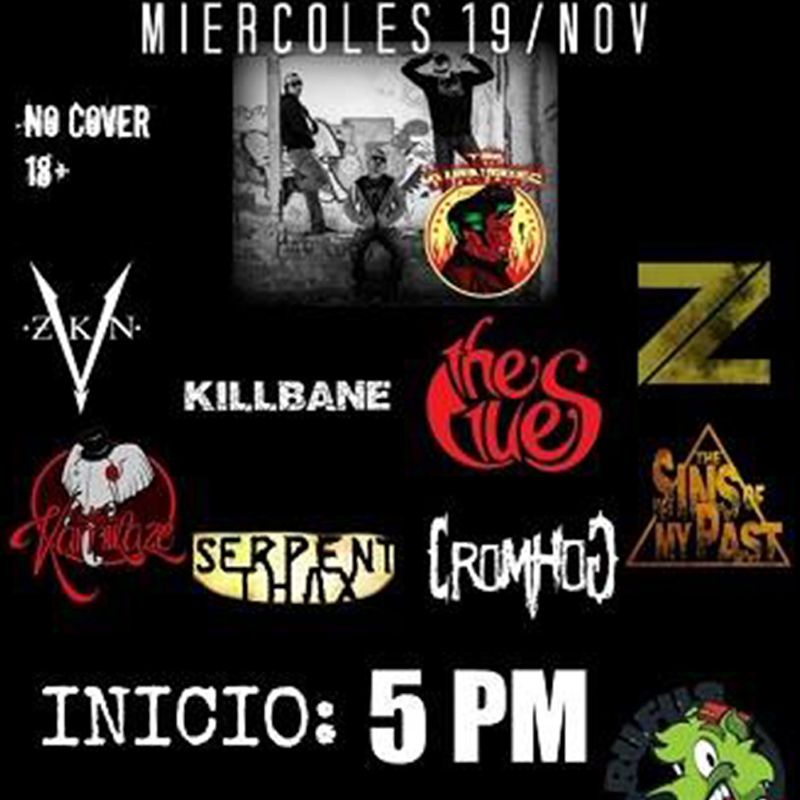 MIERCOLES 19/NOV
NO COVER
18+
·ZKN·
Z
KILLBANE
the
THE
SINS OF
MY PAST
Kamikaze
SERPENT
THAX
CROMHOG
INICIO: 5 PM